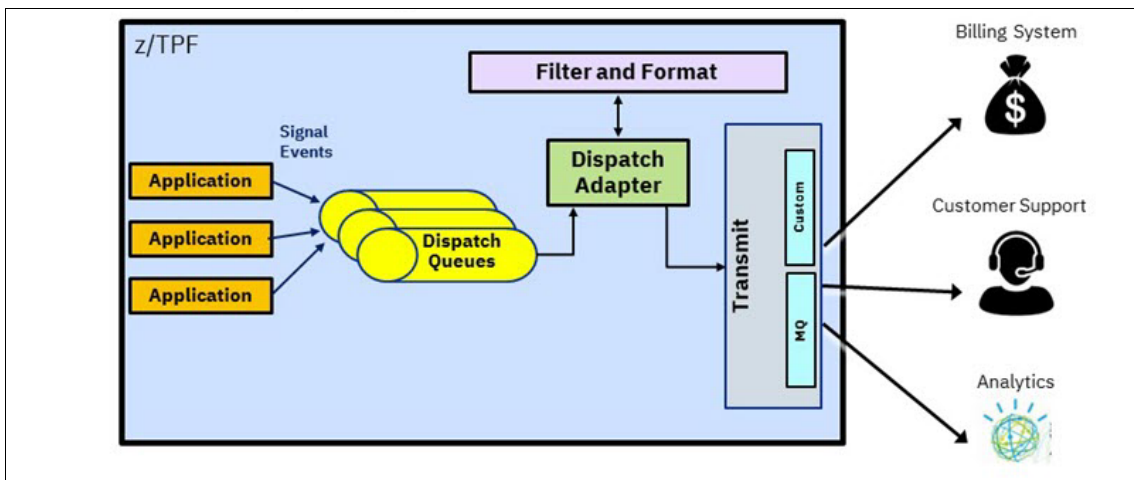 z/TPF
Billing System
$
Filter and Format
Signal
Events
Application
Application
Application
Dispatch
Queues
Dispatch
Adapter
Transmit
Custom
MQ
Customer Support
Analytics